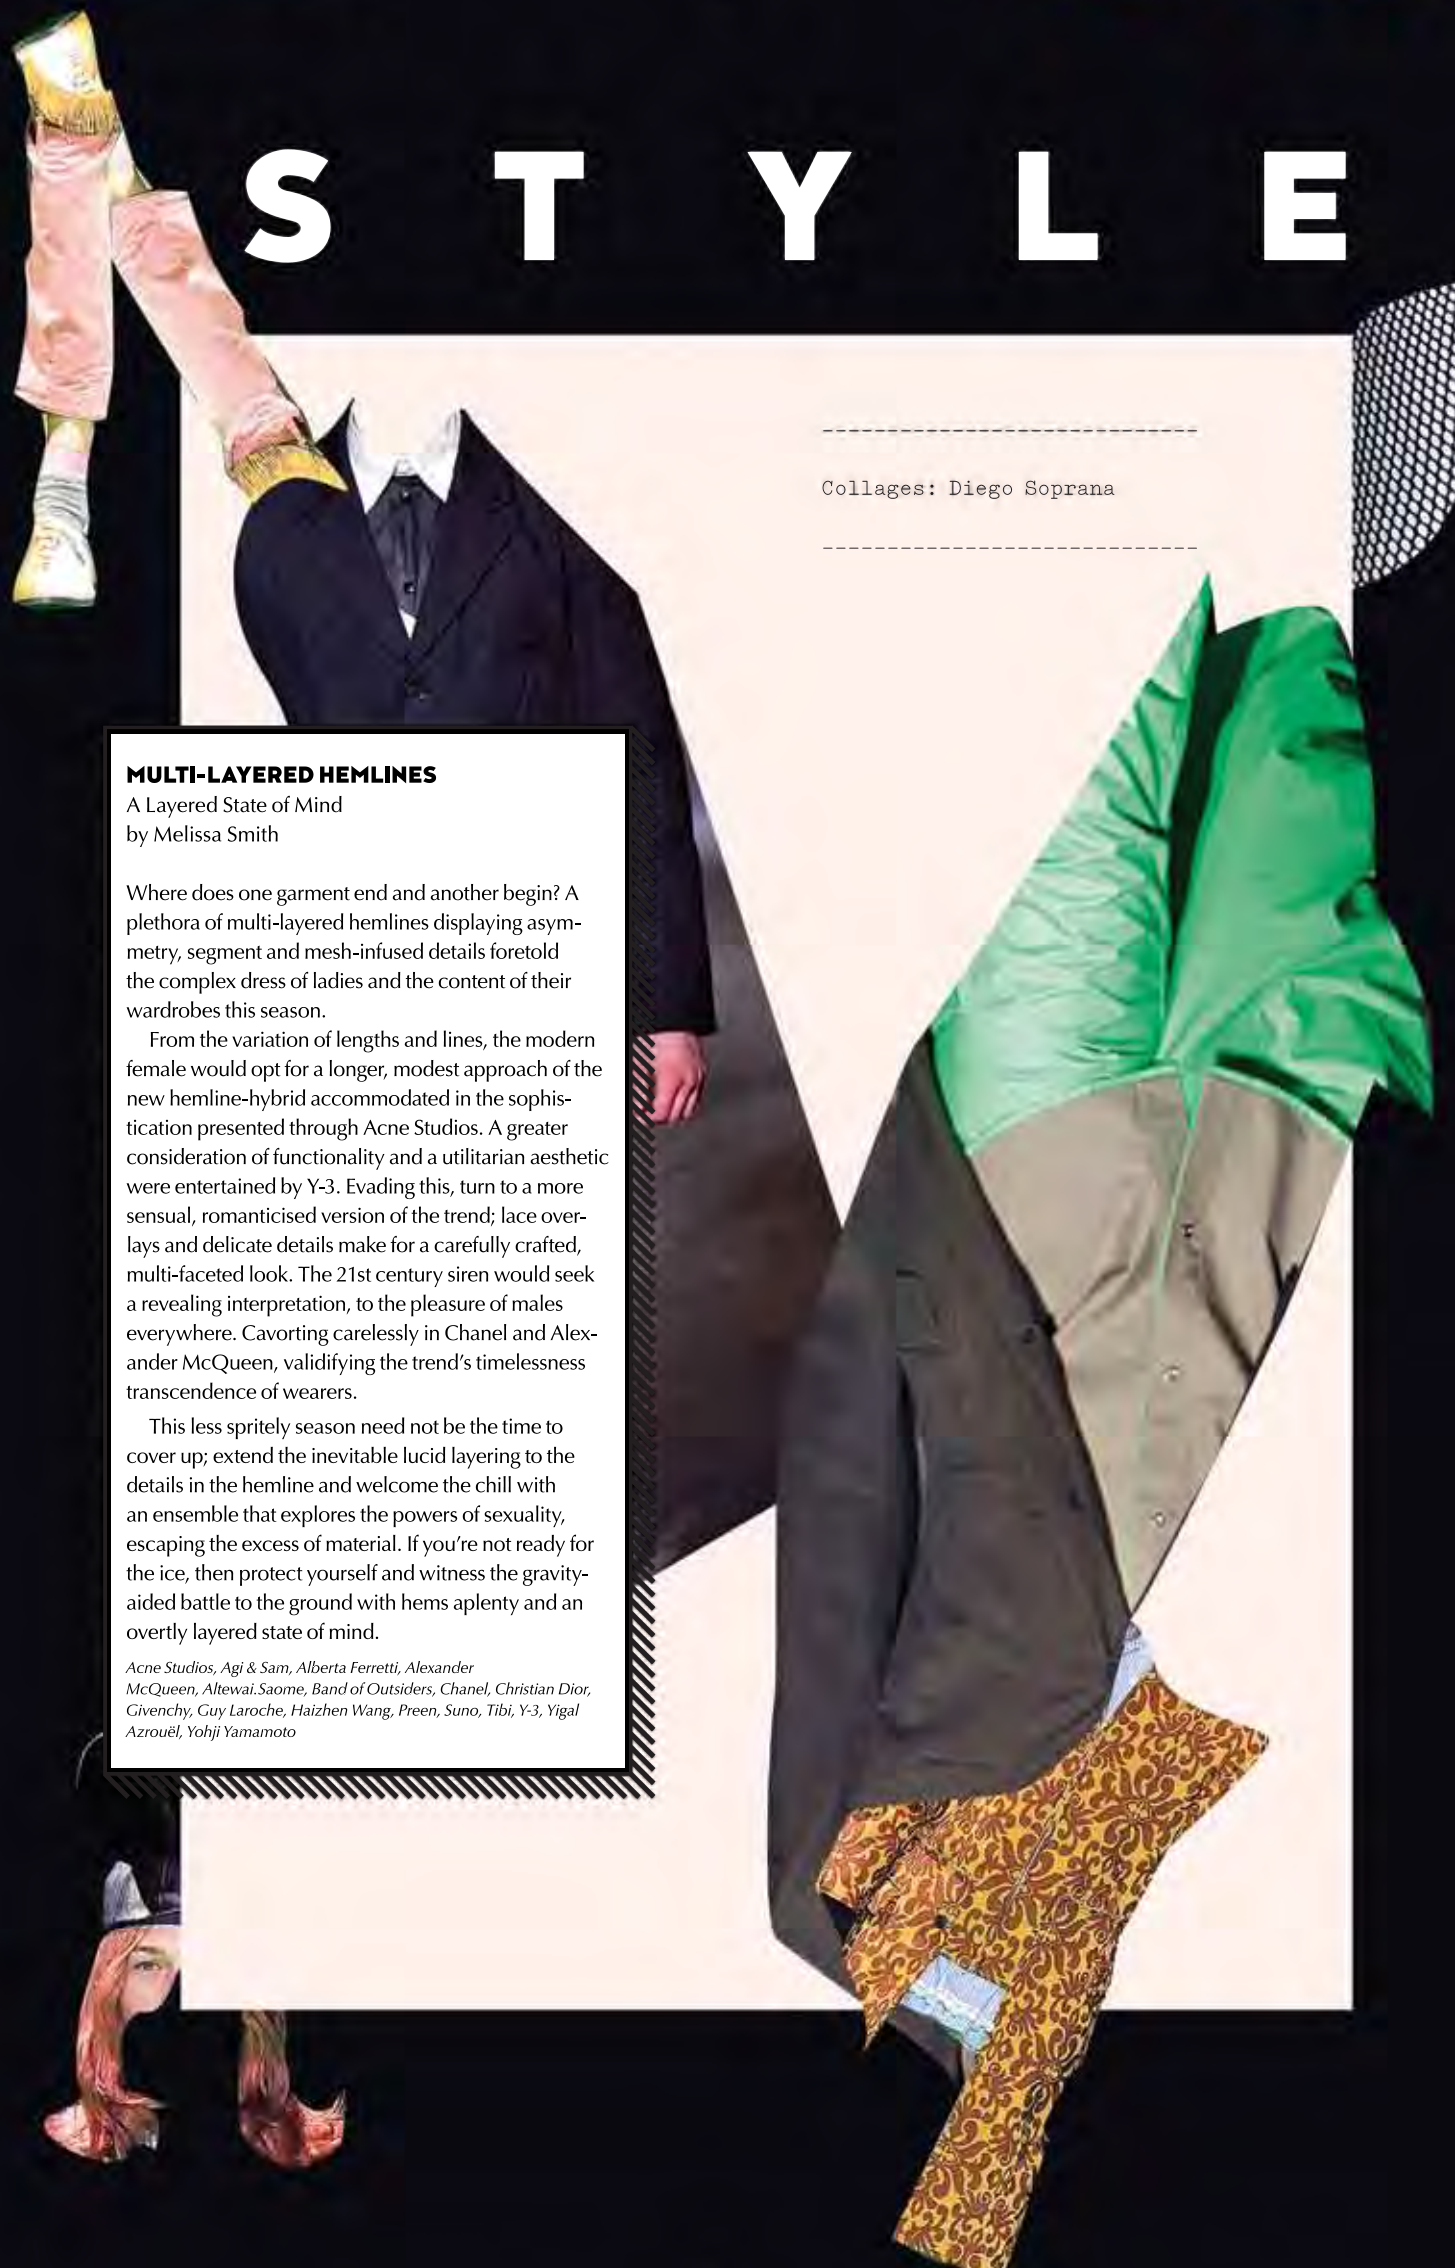 STYLE
Collages: Diego Soprana
MULTI-LAYERED HEMLINES
A Layered State of Mind
by Melissa Smith
Where does one garment end and another begin? A
plethora of multi-layered hemlines displaying asym-
metry, segment and mesh-infused details foretold
the complex dress of ladies and the content of their
wardrobes this season.
From the variation of lengths and lines, the modern
female would opt for a longer, modest approach of the
new hemline-hybrid accommodated in the sophis-
tication presented through Acne Studios. A greater
consideration of functionality and a utilitarian aesthetic
were entertained by Y-3. Evading this, turn to a more
sensual, romanticised version of the trend; lace over-
lays and delicate details make for a carefully crafted,
multi-faceted look. The 21st century siren would seek
a revealing interpretation, to the pleasure of males
everywhere. Cavorting carelessly in Chanel and Alex-
ander McQueen, validifying the trend's timelessness
transcendence of wearers.
This less spritely season need not be the time to
cover up; extend the inevitable lucid layering to the
details in the hemline and welcome the chill with
an ensemble that explores the powers of sexuality,
escaping the excess of material. If you're not ready for
the ice, then protect yourself and witness the gravity-
aided battle to the ground with hems aplenty and an
overtly layered state of mind.
Acne Studios, Agi & Sam, Alberta Ferretti, Alexander
McQueen, Altewai.Saome, Band of Outsiders, Chanel, Christian Dior,
Givenchy, Guy Laroche, Haizhen Wang, Preen, Suno, Tibi, Y-3, Yigal
Azrouël, Yohji Yamamoto